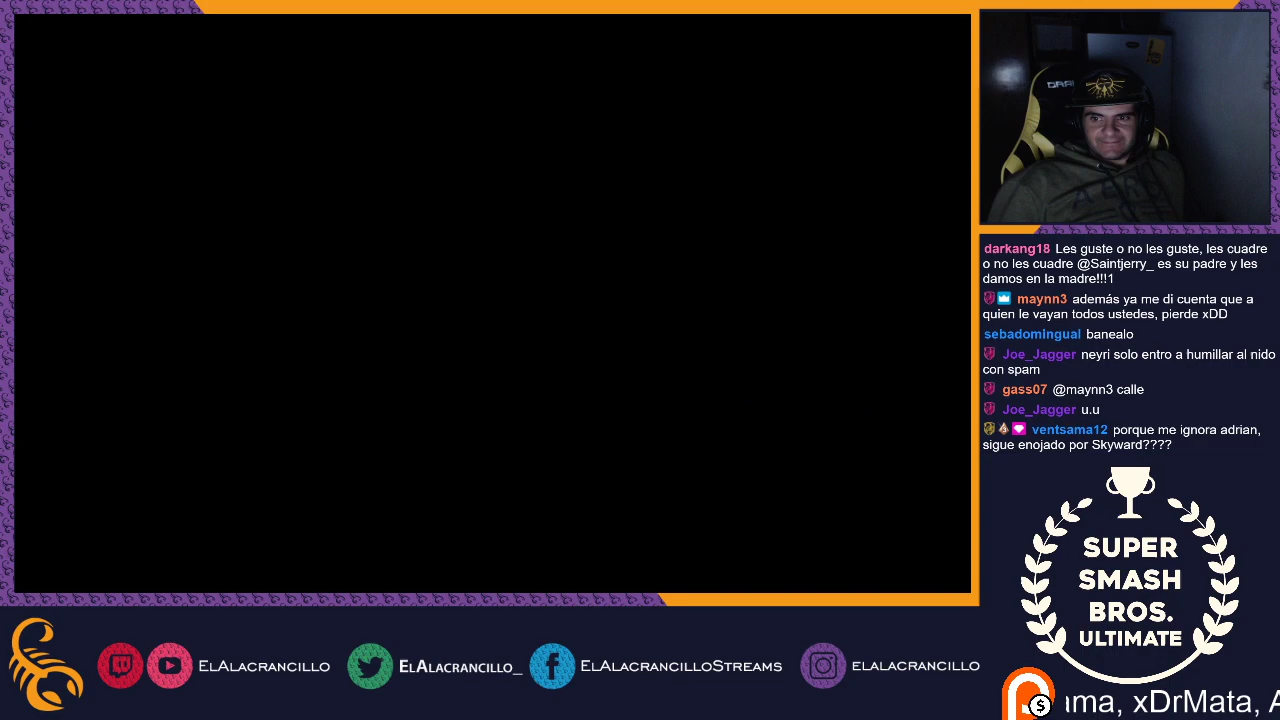 darkang18 Les guste o no les guste, les cuadre
o no les cuadre @Saintjerry_ es su padre y les
damos en la madre!!!1
maynn3 además ya me di cuenta que a
quien le vayan todos ustedes, pierde xDD
sebadomingual banealo
Joe_Jagger neyri solo entro a humillar al nido
con spam
gass07 @maynn3 calle
Joe_Jagger u.u
ventsama12 porque me ignora adrian,
sigue enojado por Skyward????
SUPER
SMASH
BROS.
ULTIMATE
ElAlacrancillo
ElAlacrancillo_
ElAlacrancilloStreams
elalacrancillo
xDrMata,